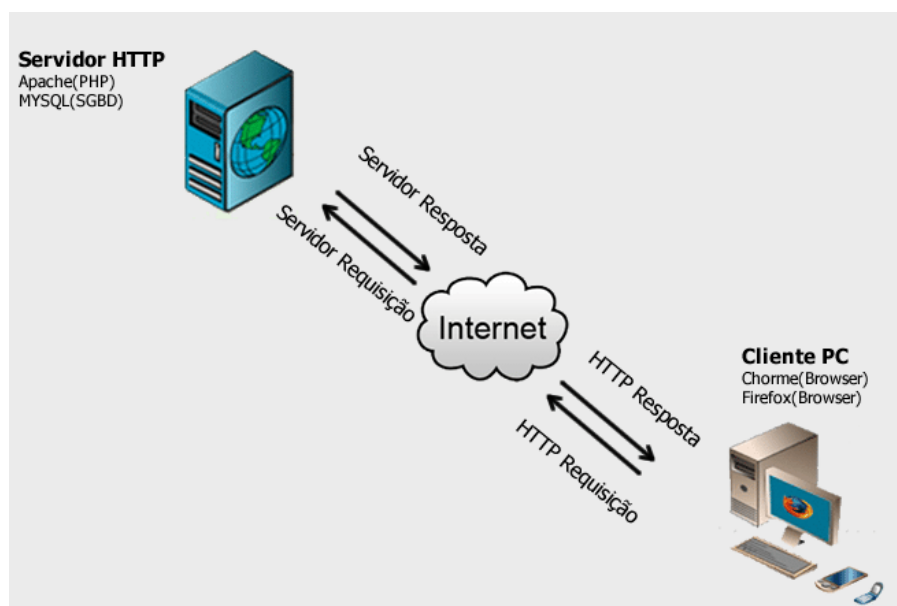 Servidor HTTP
Apache(PHP)
MYSQL(SGBD)
Servidor Resposta
Servidor Requisição
Internet
HTTP Resposta
HTTP Requisição
Cliente PC
Chorme(Browser)
Firefox(Browser)